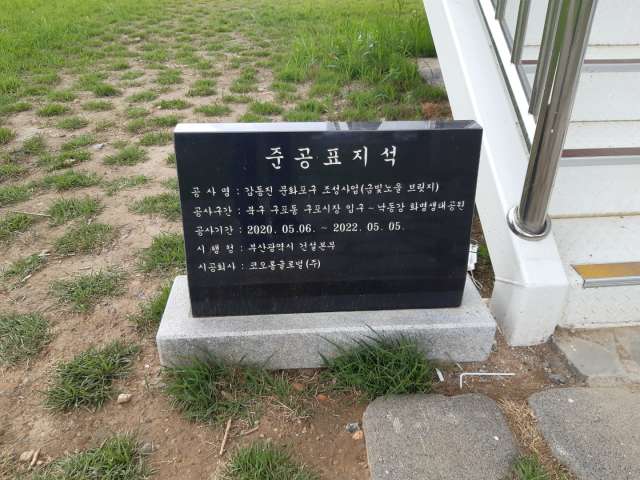 준공표지석
공 사 명 : 감동진 문화포구 조성사업(금빛노을 브릿지)
공사구간 : 북구 구포동 구포시장 입구 ~ 낙동강 화명생태공원
공사기간 : 2020. 05.06. ~ 2022. 05. 05.
시 행 청 : 부산광역시 건설본부
시공회사 : 코오롱글로벌(주)